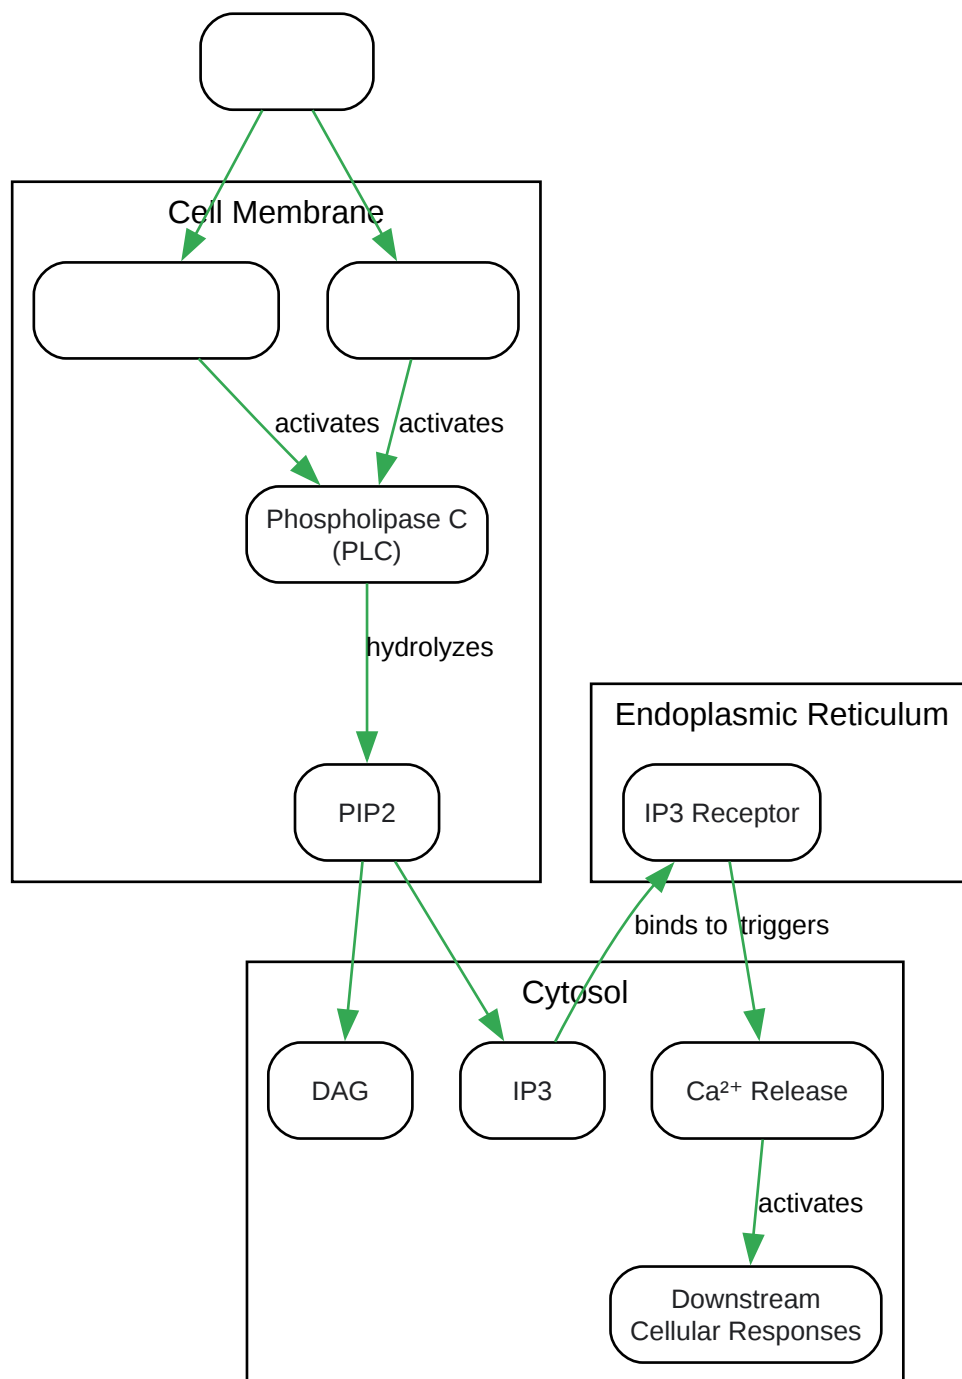 Cell Membrane
activates
activates
Phospholipase C
(PLC)
hydrolyzes
Endoplasmic Reticulum
PIP2
IP3 Receptor
binds to
triggers
Cytosol
DAG
IP3
Ca²⁺ Release
activates
Downstream
Cellular Responses